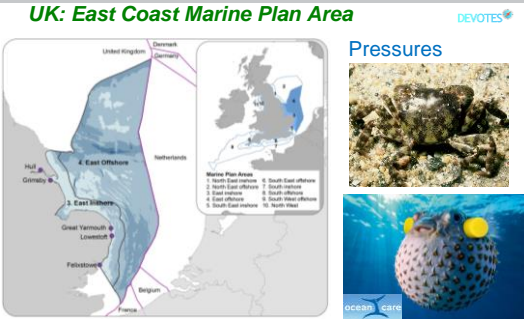 UK: East Coast Marine Plan Area
DEVOTES
Pressures
Denmark
United Kingdom
Germany
Netherlands
Hull
Grimsby
4. East Offshore
3. East Inshore
Great Yarmouth
Lowestoft
Felixstowe
Belgium
France
Marine Plan Areas
1. North East inshore
2. North East offshore
3. East inshore
4. East offshore
5. South East inshore
6. South East offshore
7. South inshore
8. South offshore
9. South West offshore
10. North West
ocean care